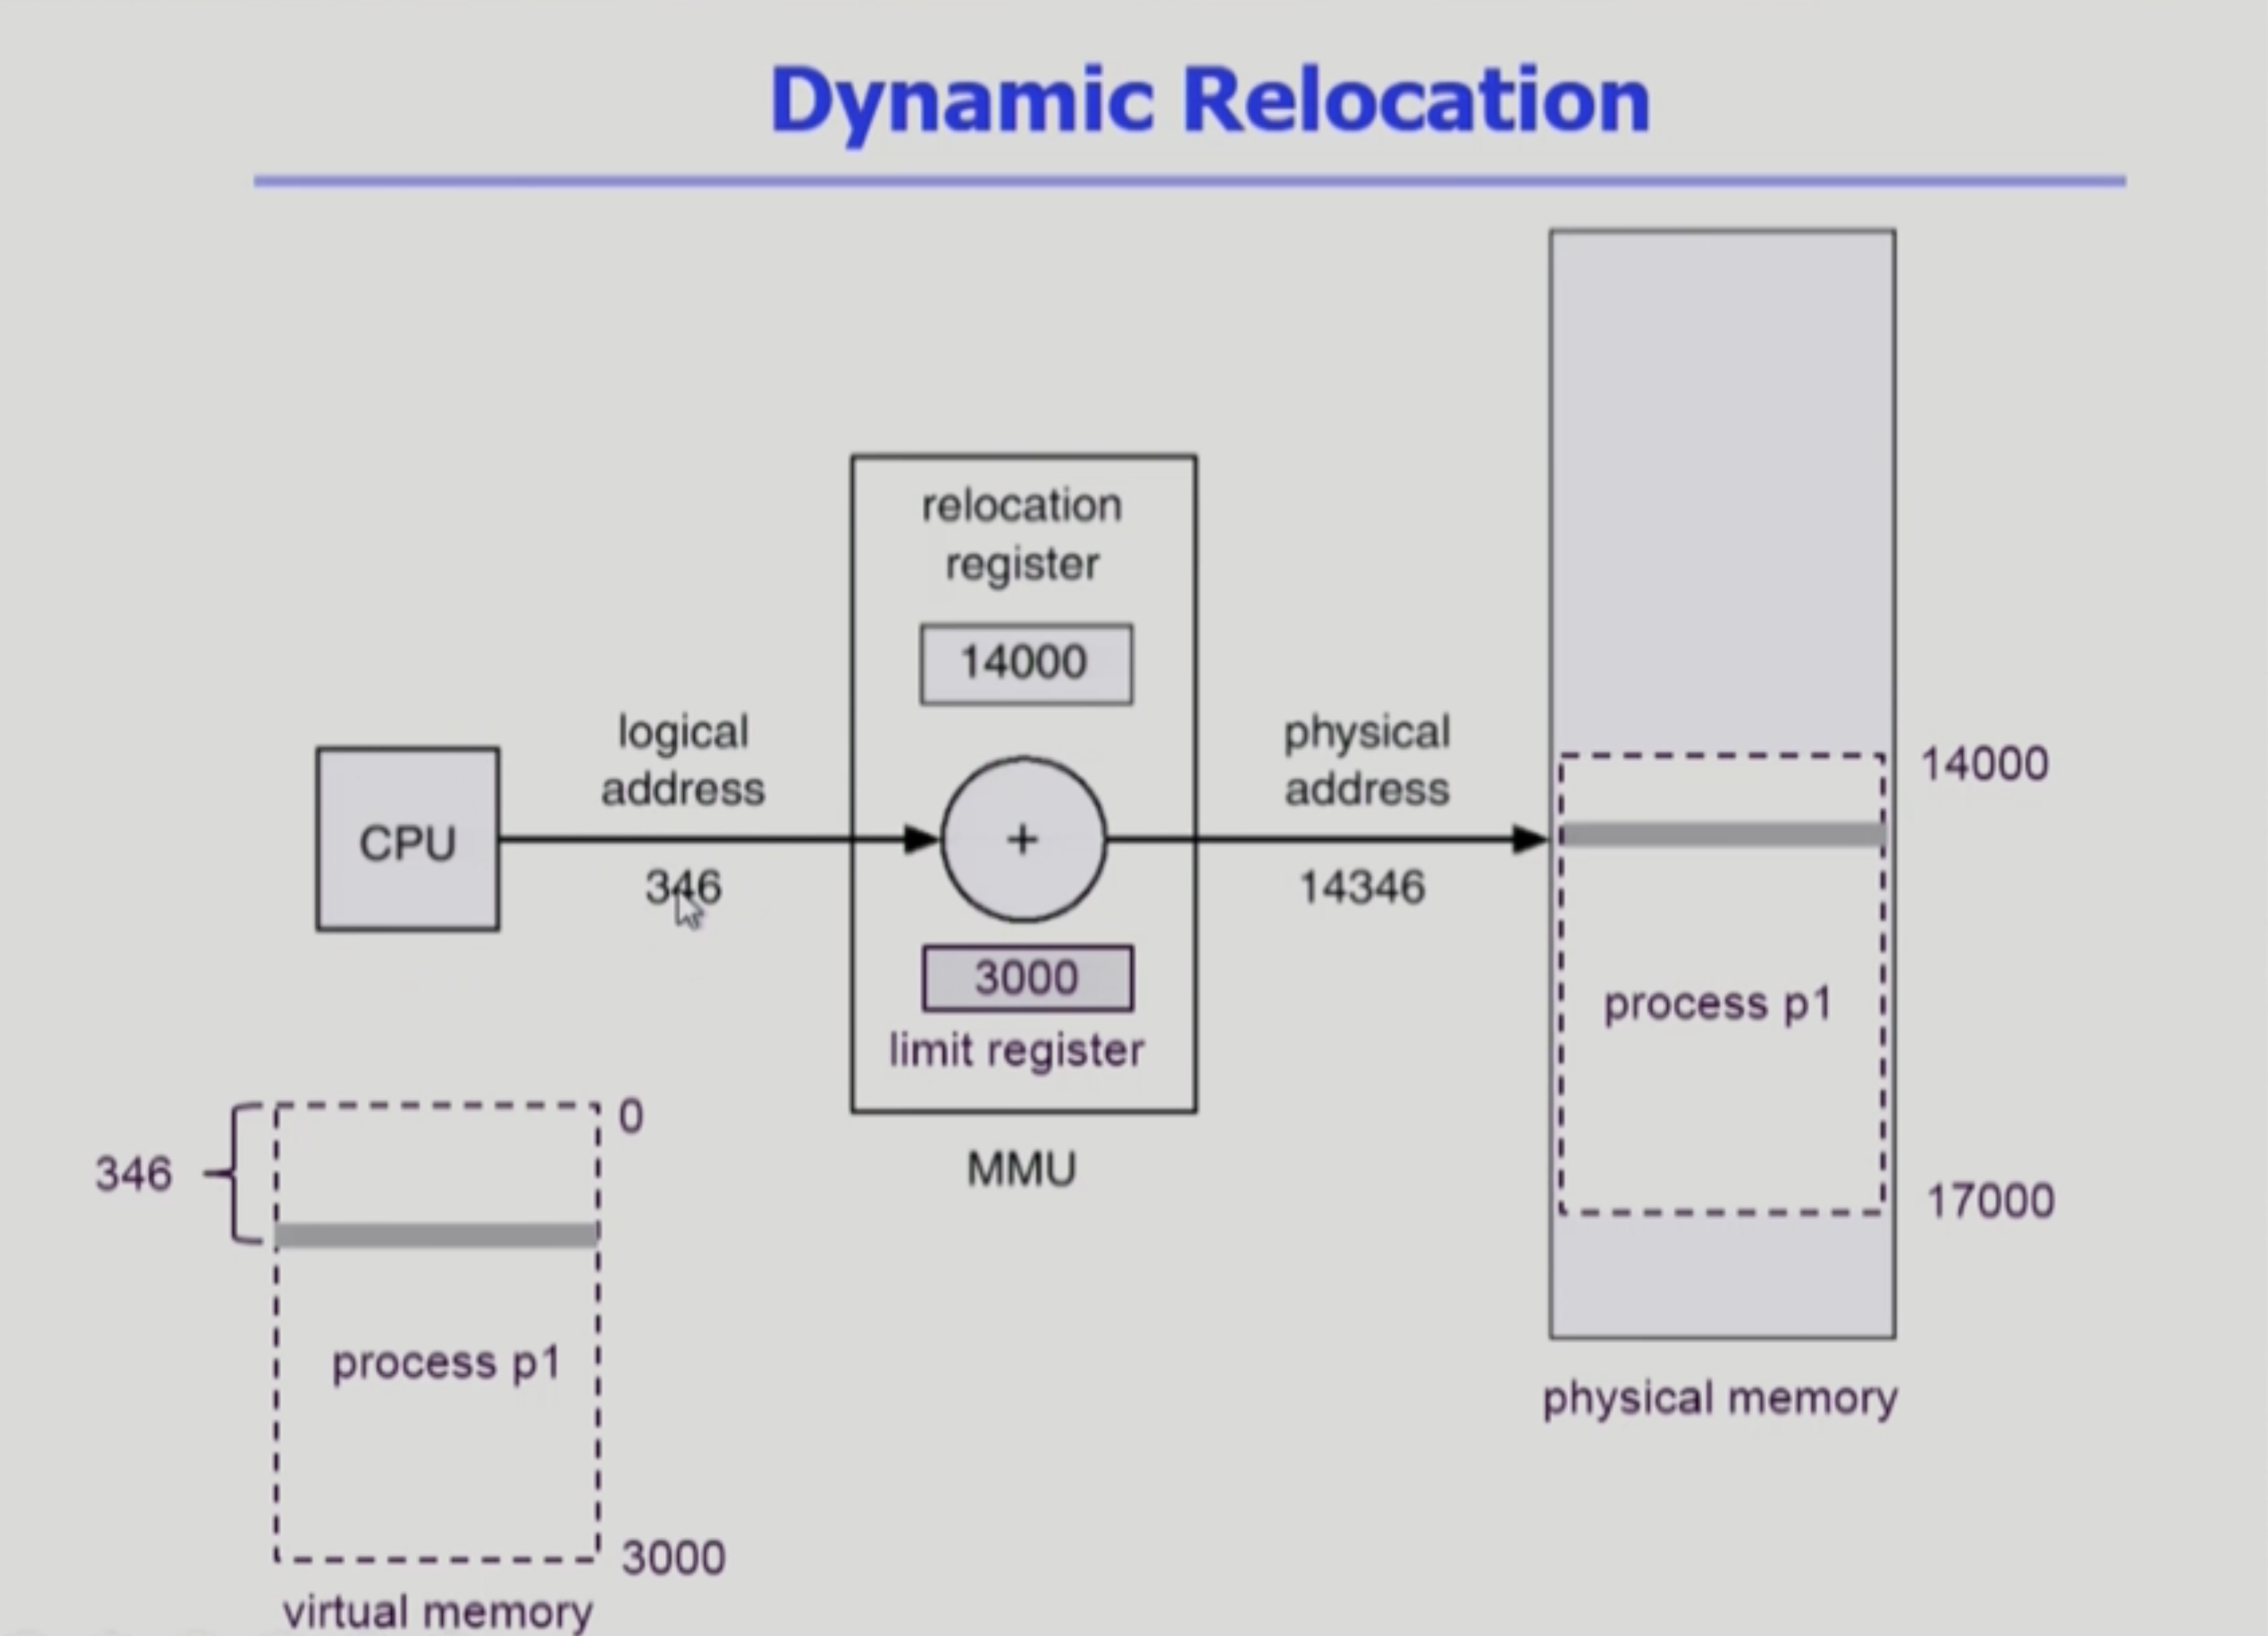 Dynamic Relocation
relocation
register
14000
logical
address
physical
address
14000
CPU
+
346
14346
3000
process p1
limit register
0
346
MMU
17000
process p1
physical memory
3000
virtual memory